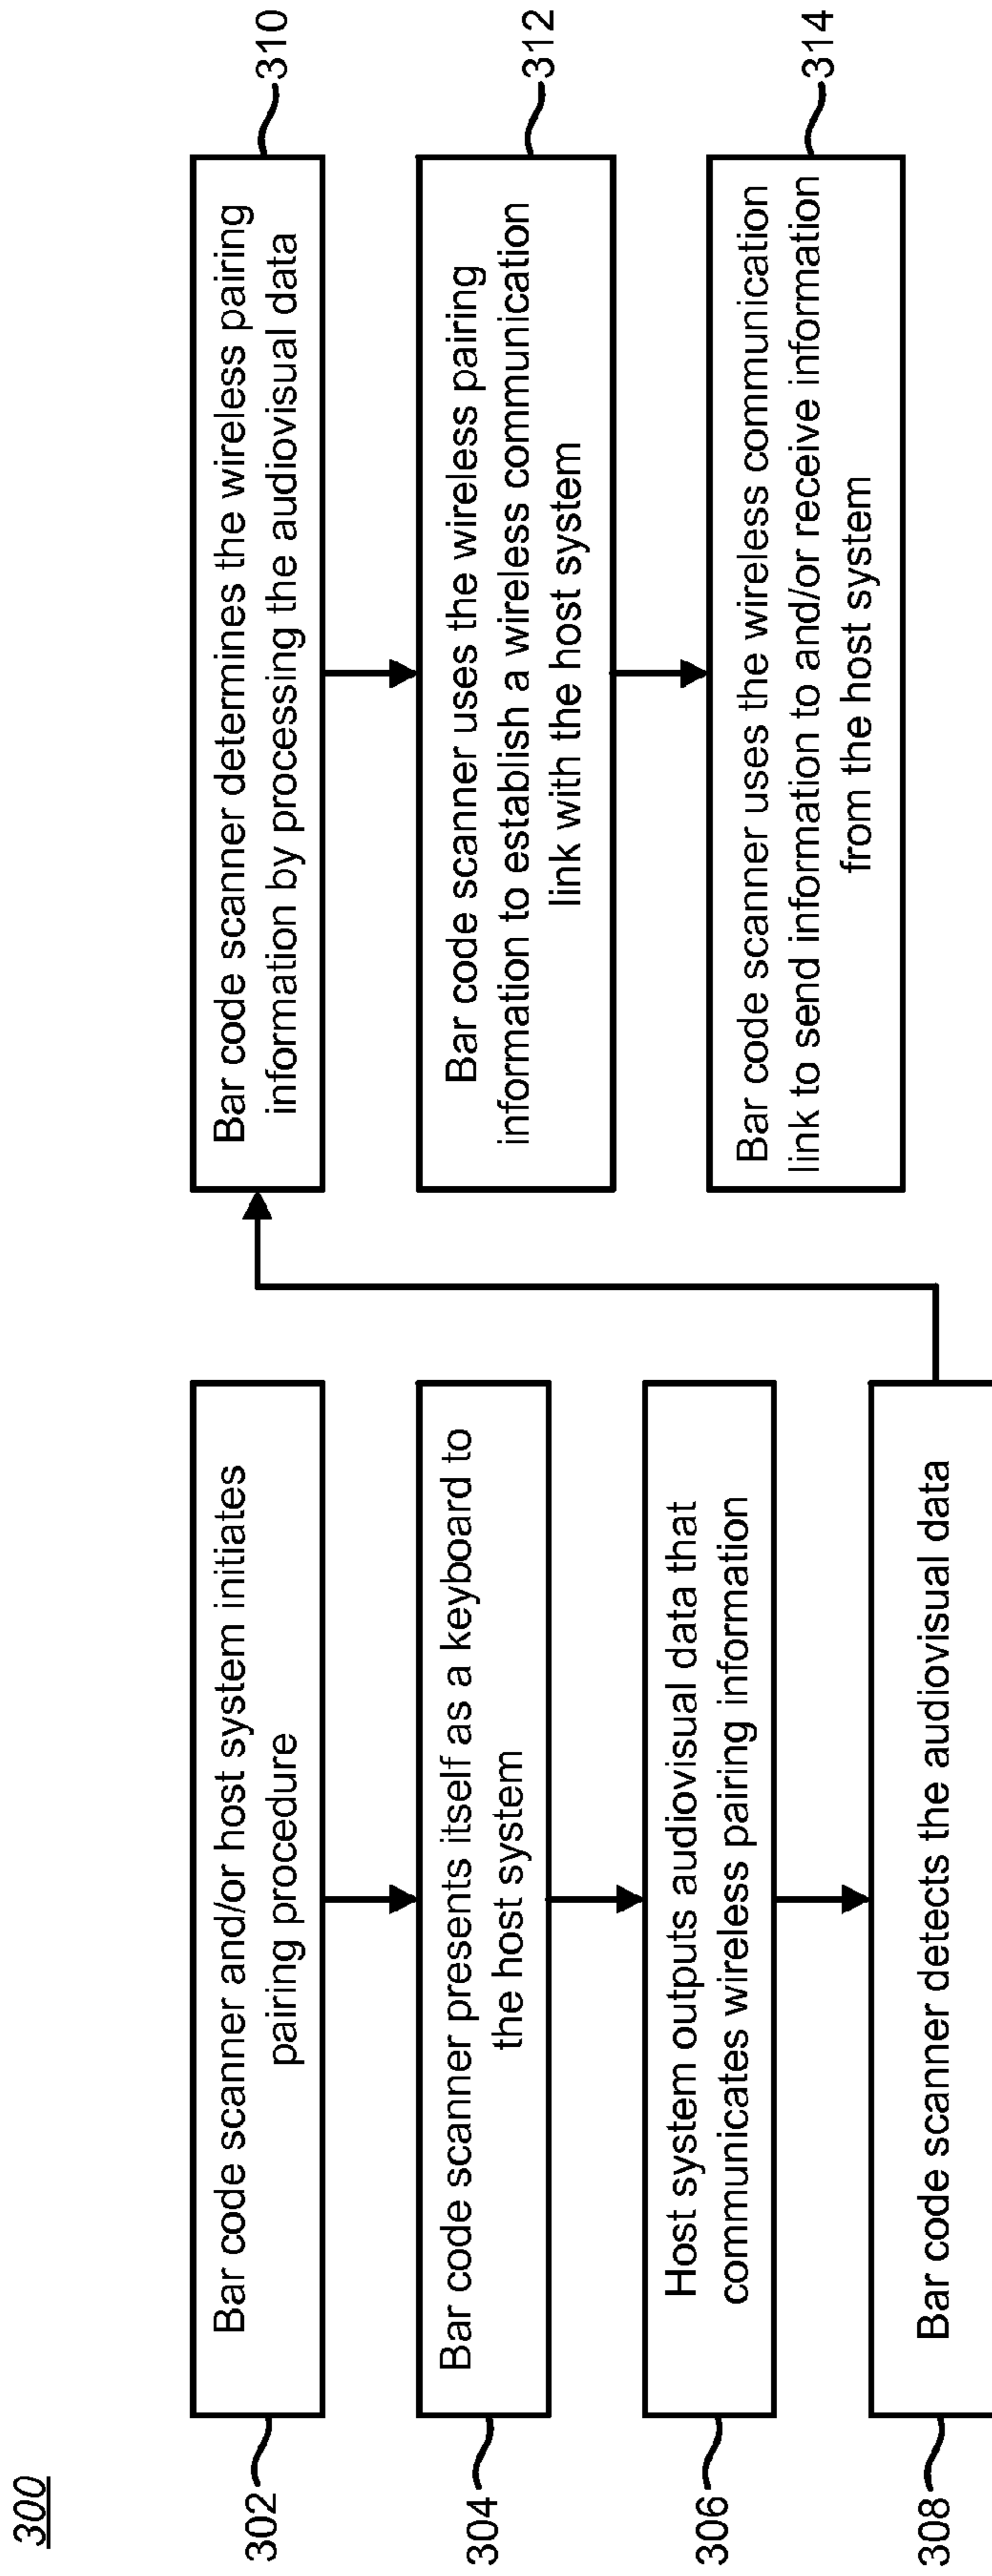 300
302
Bar code scanner and/or host system initiates
pairing procedure
304
Bar code scanner presents itself as a keyboard to
the host system
306
Host system outputs audiovisual data that
communicates wireless pairing information
308
Bar code scanner detects the audiovisual data
310
Bar code scanner determines the wireless pairing
information by processing the audiovisual data
312
Bar code scanner uses the wireless pairing
information to establish a wireless communication
link with the host system
314
Bar code scanner uses the wireless communication
link to send information to and/or receive information
from the host system